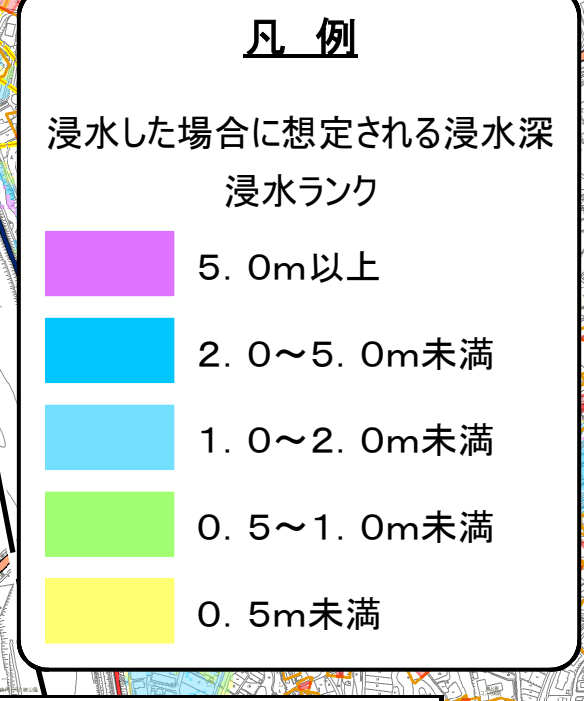 凡 例
浸水した場合に想定される浸水深
浸水ランク
５．０ｍ以上
２．０～５．０ｍ未満
１．０～２．０ｍ未満
０．５～１．０ｍ未満
０．５ｍ未満